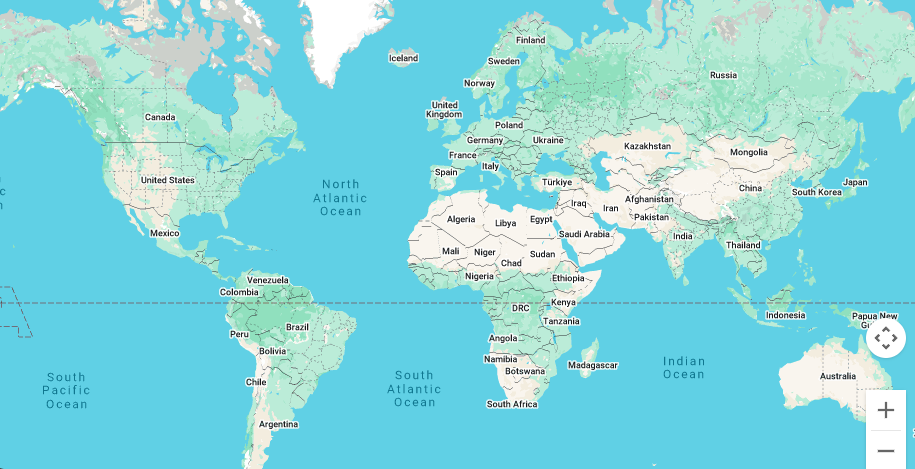 Finland
Iceland
Sweden
Russia
Norway
United
Kingdom
Canada
Poland
Germany
Ukraine
Kazakhstan
Mongolia
France
Italy
Spain
United States
North
Atlantic
Ocean
Türkiye
China
Japan
South Korea
Iraq
Iran
Afghanistan
Pakistan
Algeria
Libya
Egypt
Saudi Arabia
Mexico
India
Thailand
Mali
Niger
Chad
Sudan
Nigeria
Ethiopia
Venezuela
Colombia
DRC
Kenya
Tanzania
Indonesia
Papua New
Peru
Brazil
Bolivia
Angola
Namibia
Botswana
Madagascar
Indian
Ocean
South
Pacific
Ocean
Chile
South
Atlantic
Ocean
South Africa
Australia
Argentina